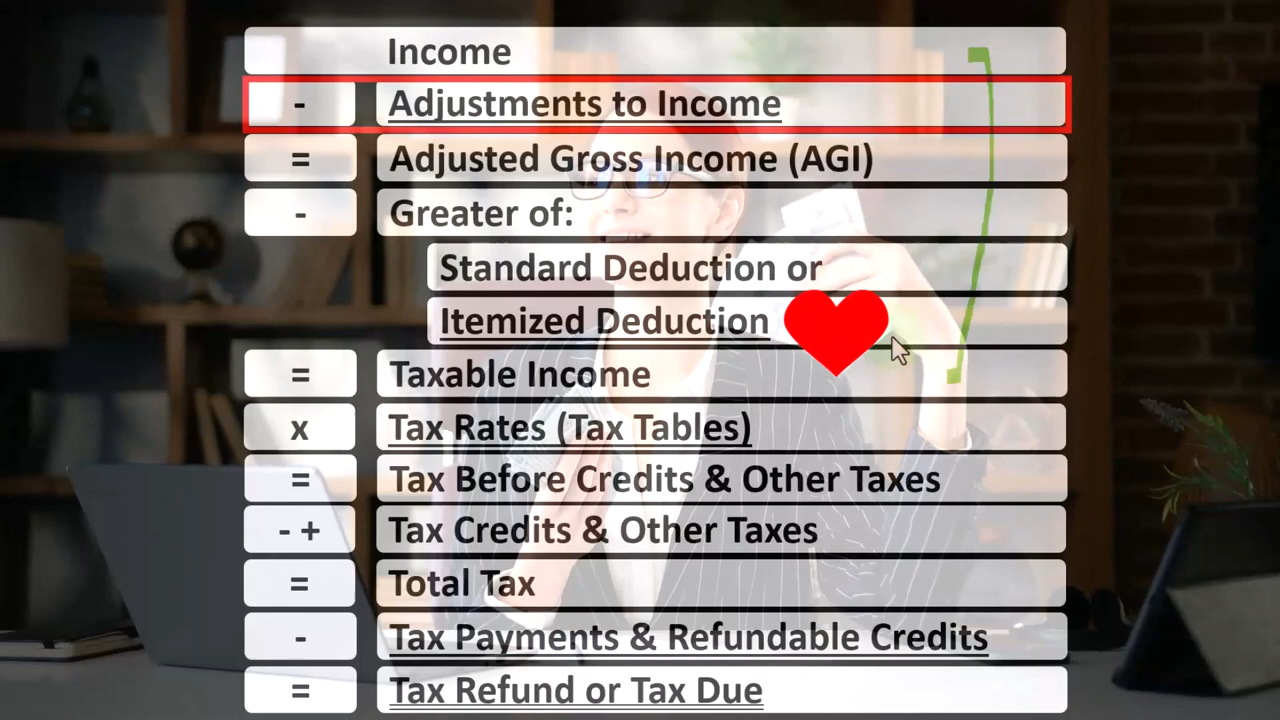 Income
- Adjustments to Income
= Adjusted Gross Income (AGI)
- Greater of:
Standard Deduction or
Itemized Deduction
= Taxable Income
x Tax Rates (Tax Tables)
= Tax Before Credits & Other Taxes
- + Tax Credits & Other Taxes
= Total Tax
- Tax Payments & Refundable Credits
= Tax Refund or Tax Due